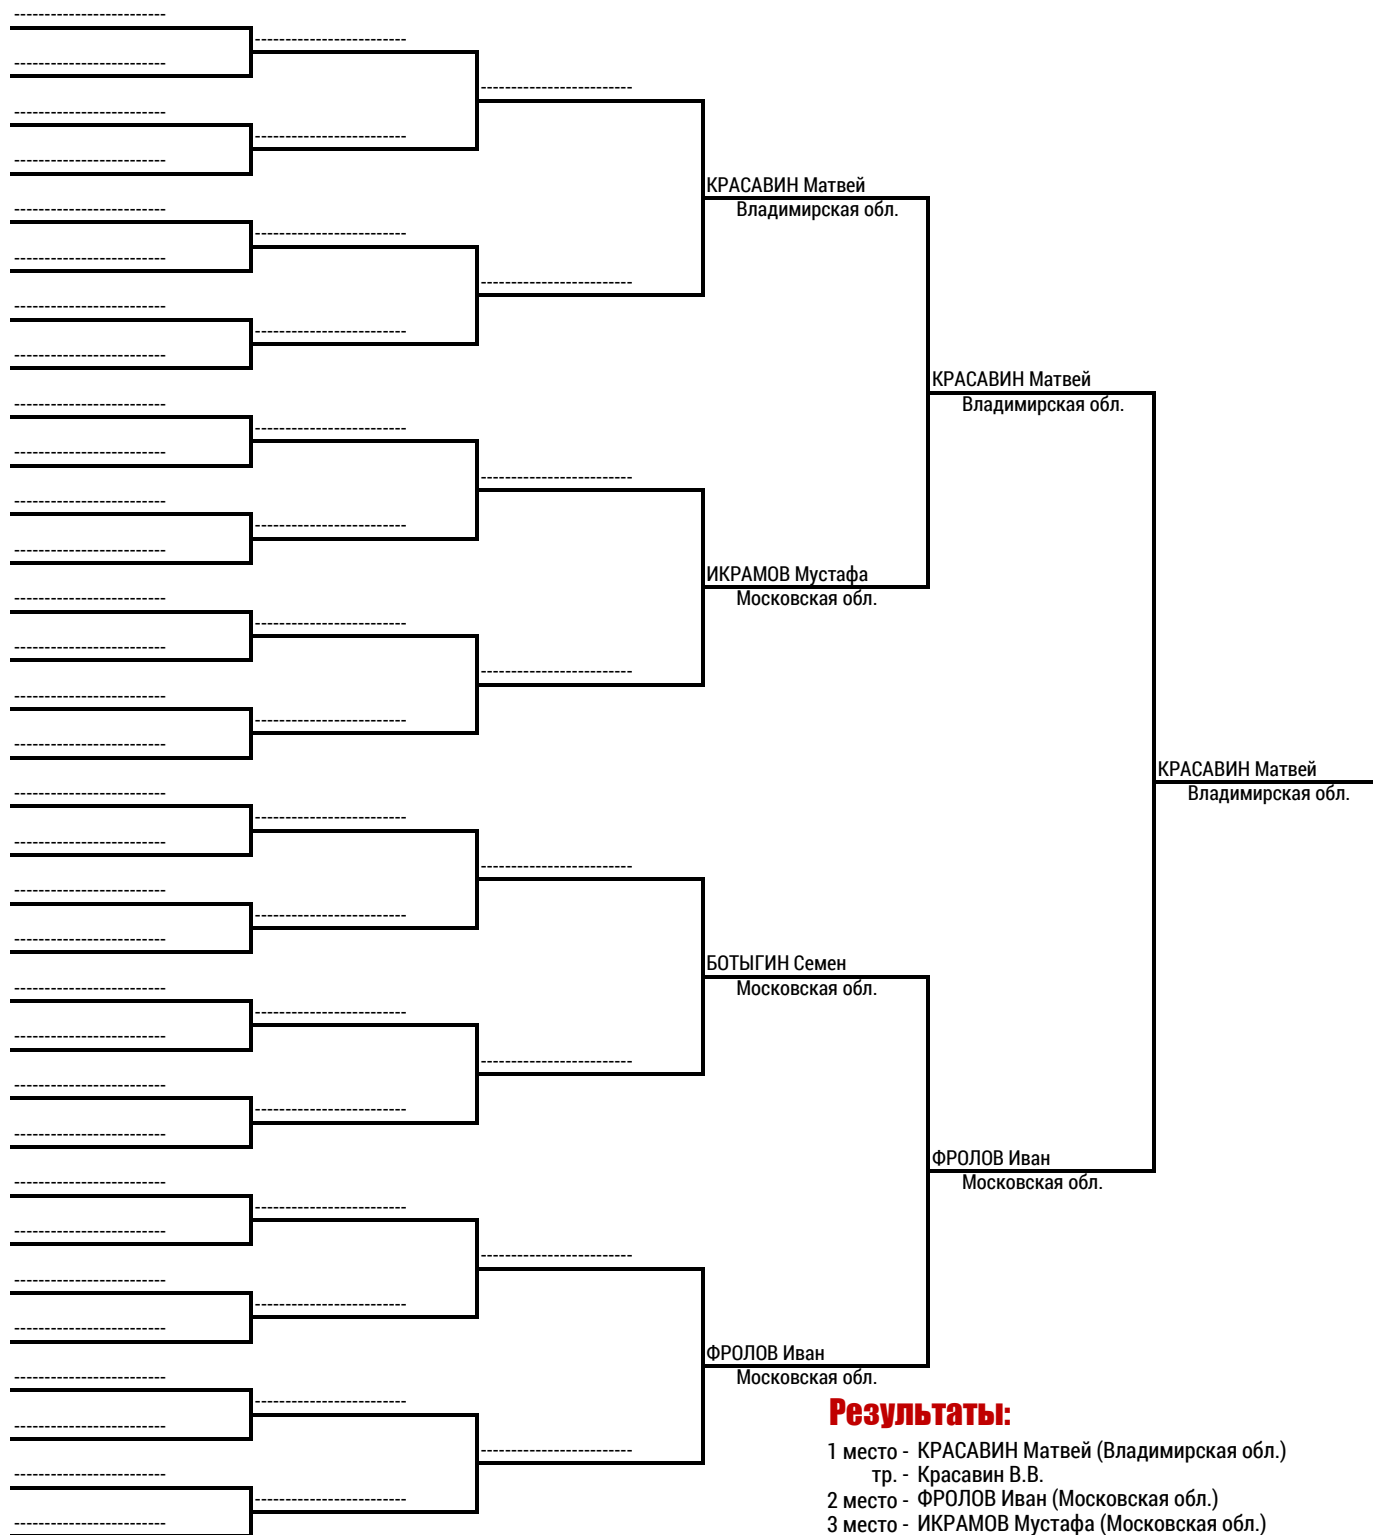 КРАСАВИН Матвей
Владимирская обл.
КРАСАВИН Матвей
Владимирская обл.
ИКРАМОВ Мустафа
Московская обл.
КРАСАВИН Матвей
Владимирская обл.
БОТЫГИН Семен
Московская обл.
ФРОЛОВ Иван
Московская обл.
ФРОЛОВ Иван
Московская обл.
Результаты:
1 место - КРАСАВИН Матвей (Владимирская обл.)
тр. - Красавин В.В.
2 место - ФРОЛОВ Иван (Московская обл.)
3 место - ИКРАМОВ Мустафа (Московская обл.)